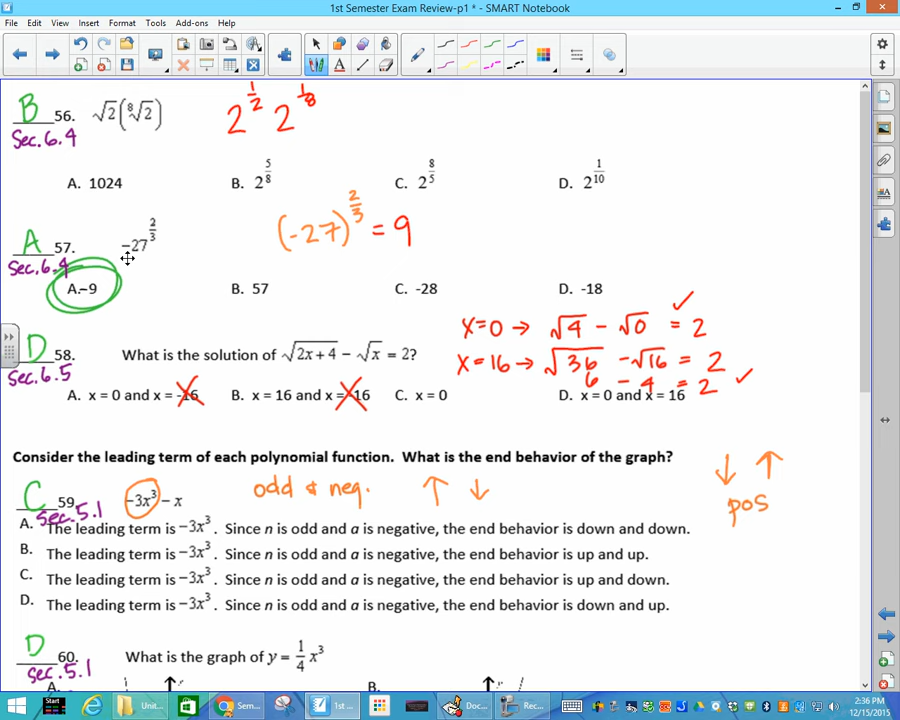 1st Semester Exam Review-p1 * - SMART Notebook
File Edit View Insert Format Tools Add-ons Help
B 56. √2(⁸√2) 2^{1/2} 2^{1/8}
Sec. 6.4
A. 1024 B. 2^{5/8} C. 2^{8/5} D. 2^{1/10}
A 57. -27^{2/3} (-27)^{2/3} = 9
Sec. 6.4
A. -9 B. 57 C. -28 D. -18
x=0 → √4 - √0 = 2 ✓
D 58. What is the solution of √(2x+4) - √x = 2? x=16 → √36 - √16 = 2
Sec. 6.5 6 - 4 = 2 ✓
A. x = 0 and x = -16 B. x = 16 and x = -16 C. x = 0 D. x = 0 and x = 16
Consider the leading term of each polynomial function. What is the end behavior of the graph? ↓ ↑
C 59. -3x³ - x odd & neg. ↑ ↓ pos
Sec. 5.1
A. The leading term is -3x³. Since n is odd and a is negative, the end behavior is down and down.
B. The leading term is -3x³. Since n is odd and a is negative, the end behavior is up and up.
C. The leading term is -3x³. Since n is odd and a is negative, the end behavior is up and down.
D. The leading term is -3x³. Since n is odd and a is negative, the end behavior is down and up.
D 60. What is the graph of y = 1/4 x³
Sec. 5.1
A. B.
Start Unit... Sem... 1st ... Doc... Rec...
2:36 PM
12/15/2015